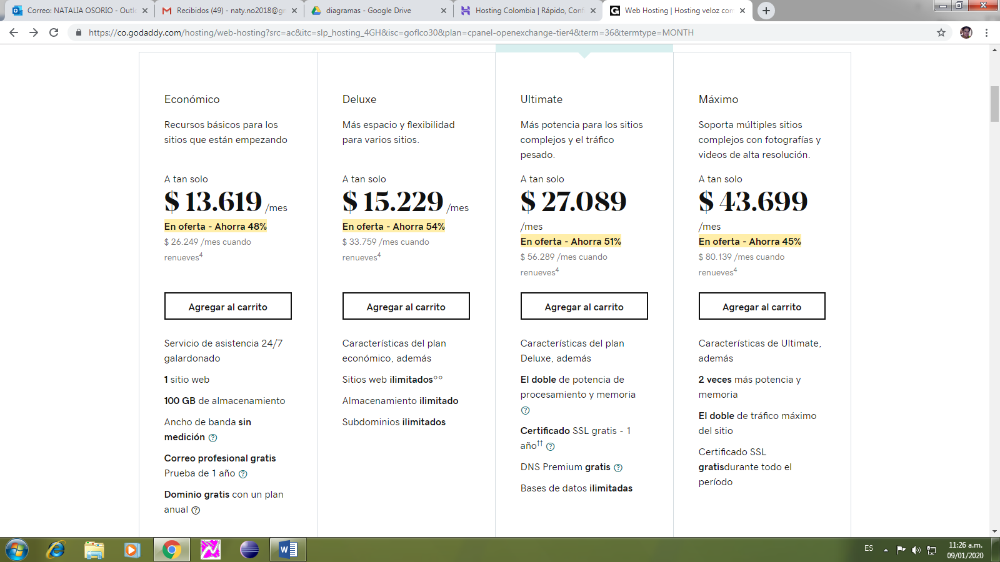 Correo: NATALIA OSORIO - Outl
Recibidos (49) - naty.no2018@gm
diagramas - Google Drive
Hosting Colombia | Rápido, Conf
Web Hosting | Hosting veloz con
https://co.godaddy.com/hosting/web-hosting?src=ac&itc=slp_hosting_4GH&isc=goflco30&plan=cpanel-openexchange-tier4&term=36&termtype=MONTH
Económico
Recursos básicos para los
sitios que están empezando
A tan solo
$ 13.619 /mes
En oferta - Ahorra 48%
$ 26.249 /mes cuando
renueves4
Agregar al carrito
Servicio de asistencia 24/7
galardonado
1 sitio web
100 GB de almacenamiento
Ancho de banda sin
medición ?
Correo profesional gratis
Prueba de 1 año ?
Dominio gratis con un plan
anual ?
Deluxe
Más espacio y flexibilidad
para varios sitios.
A tan solo
$ 15.229 /mes
En oferta - Ahorra 54%
$ 33.759 /mes cuando
renueves4
Agregar al carrito
Características del plan
económico, además
Sitios web ilimitados°°
Almacenamiento ilimitado
Subdominios ilimitados
Ultimate
Más potencia para los sitios
complejos y el tráfico
pesado.
A tan solo
$ 27.089
/mes
En oferta - Ahorra 51%
$ 56.289 /mes cuando
renueves4
Agregar al carrito
Características del plan
Deluxe, además
El doble de potencia de
procesamiento y memoria
?
Certificado SSL gratis - 1
año†† ?
DNS Premium gratis ?
Bases de datos ilimitadas
Máximo
Soporta múltiples sitios
complejos con fotografías y
videos de alta resolución.
A tan solo
$ 43.699
/mes
En oferta - Ahorra 45%
$ 80.139 /mes cuando
renueves4
Agregar al carrito
Características de Ultimate,
además
2 veces más potencia y
memoria
El doble de tráfico máximo
del sitio
Certificado SSL
gratisdurante todo el
período
ES
11:26 a.m.
09/01/2020